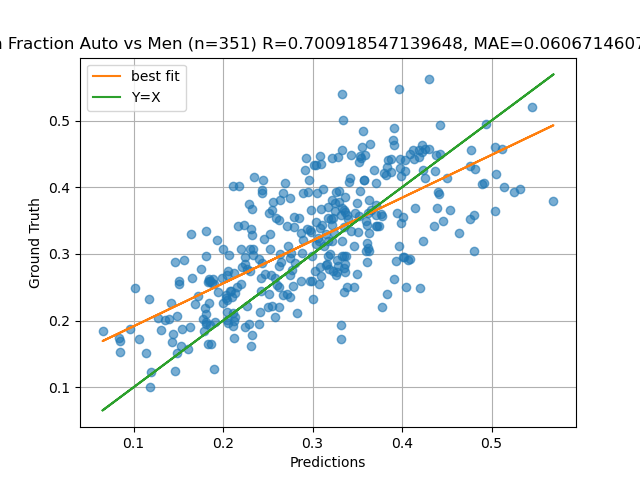 Fraction Auto vs Men (n=351) R=0.700918547139648, MAE=0.0606714607
best fit
Y=X
0.5
0.4
0.3
0.2
0.1
Ground Truth
0.1 0.2 0.3 0.4 0.5
Predictions